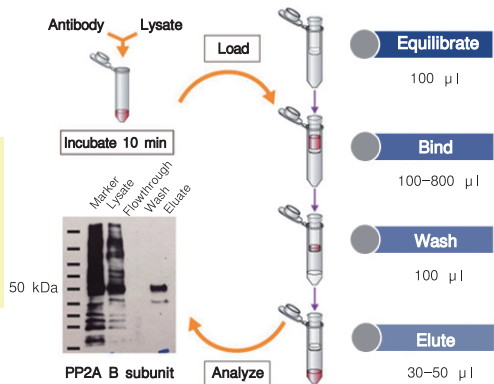 Antibody Lysate
Load
Incubate 10 min
Marker
Lysate
Flowthrough
Wash
Eluate
50 kDa
PP2A B subunit
Analyze
Equilibrate
100 μl
Bind
100-800 μl
Wash
100 μl
Elute
30-50 μl